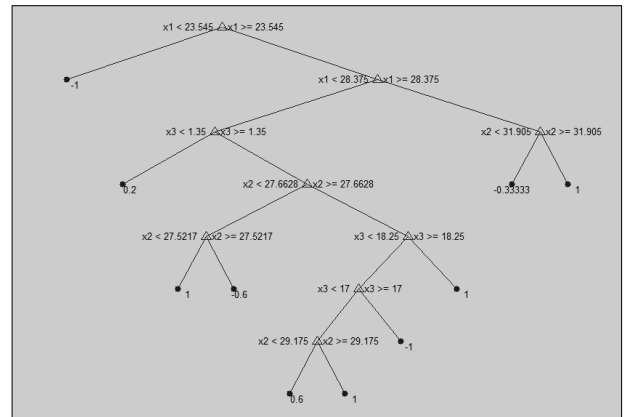 x1 < 23.545 x1 >= 23.545
-1
x1 < 28.375 x1 >= 28.375
x3 < 1.35 x3 >= 1.35
x2 < 31.905 x2 >= 31.905
0.2
x2 < 27.6628 x2 >= 27.6628
-0.33333
1
x2 < 27.5217 x2 >= 27.5217
x3 < 18.25 x3 >= 18.25
1
-0.6
x3 < 17 x3 >= 17
1
x2 < 29.175 x2 >= 29.175
-1
0.6
1